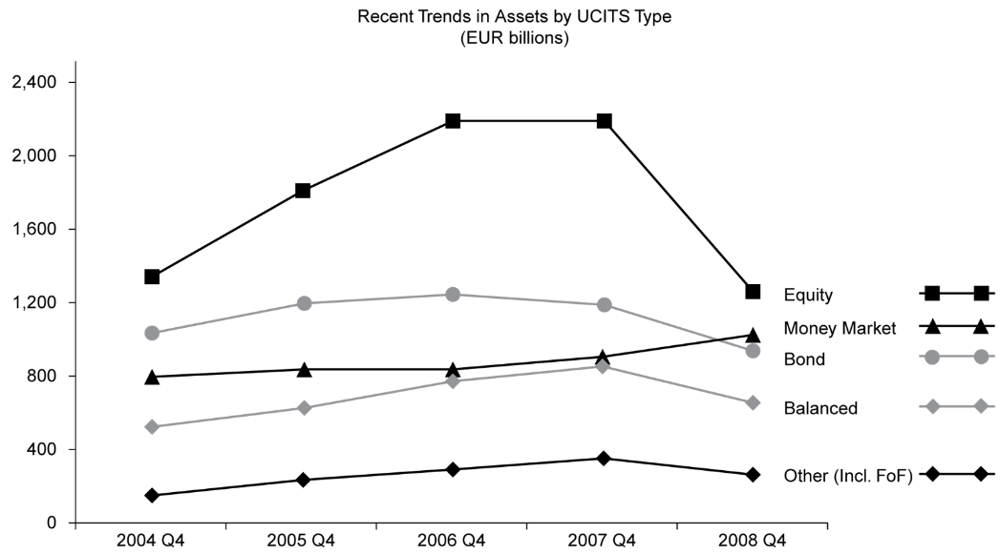 Recent Trends in Assets by UCITS Type
(EUR billions)
2,400
2,000
1,600
1,200
800
400
0
2004 Q4
2005 Q4
2006 Q4
2007 Q4
2008 Q4
Equity
Money Market
Bond
Balanced
Other (Incl. FoF)